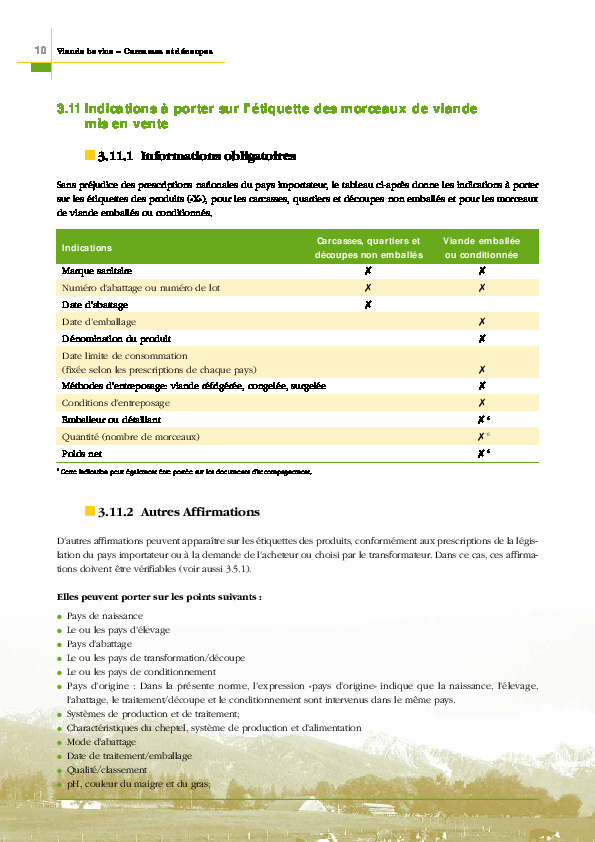 10 Viande bovine – Carcasses et découpes
3.11 Indications à porter sur l'étiquette des morceaux de viande
mis en vente
3.11.1 Informations obligatoires
Sans préjudice des prescriptions nationales du pays importateur, le tableau ci-après donne les indications à porter
sur les étiquettes des produits («X»), pour les carcasses, quartiers et découpes non emballés et pour les morceaux
de viande emballés ou conditionnés.
Indications
Carcasses, quartiers et
découpes non emballés
Viande emballée
ou conditionnée
Marque sanitaire ✗ ✗
Numéro d'abattage ou numéro de lot ✗ ✗
Date d'abattage ✗
Date d'emballage ✗
Dénomination du produit ✗
Date limite de consommation
(fixée selon les prescriptions de chaque pays) ✗
Méthodes d'entreposage: viande réfrigérée, congelée, surgelée ✗
Conditions d'entreposage ✗
Emballeur ou détaillant ✗ 6
Quantité (nombre de morceaux) ✗ 6
Poids net ✗ 6
6 Cette indication peut également être portée sur les documents d'accompagnement.
3.11.2 Autres Affirmations
D'autres affirmations peuvent apparaître sur les étiquettes des produits, conformément aux prescriptions de la légis-
lation du pays importateur ou à la demande de l'acheteur ou choisi par le transformateur. Dans ce cas, ces affirma-
tions doivent être vérifiables (voir aussi 3.5.1).
Elles peuvent porter sur les points suivants :
● Pays de naissance
● Le ou les pays d'élevage
● Pays d'abattage
● Le ou les pays de transformation/découpe
● Le ou les pays de conditionnement
● Pays d'origine : Dans la présente norme, l'expression «pays d'origine» indique que la naissance, l'élevage,
l'abattage, le traitement/découpe et le conditionnement sont intervenus dans le même pays.
● Systèmes de production et de traitement;
● Characteristiques du cheptel, système de production et d'alimentation
● Mode d'abattage
● Date de traitement/emballage
● Qualité/classement
● pH, couleur du maigre et du gras;